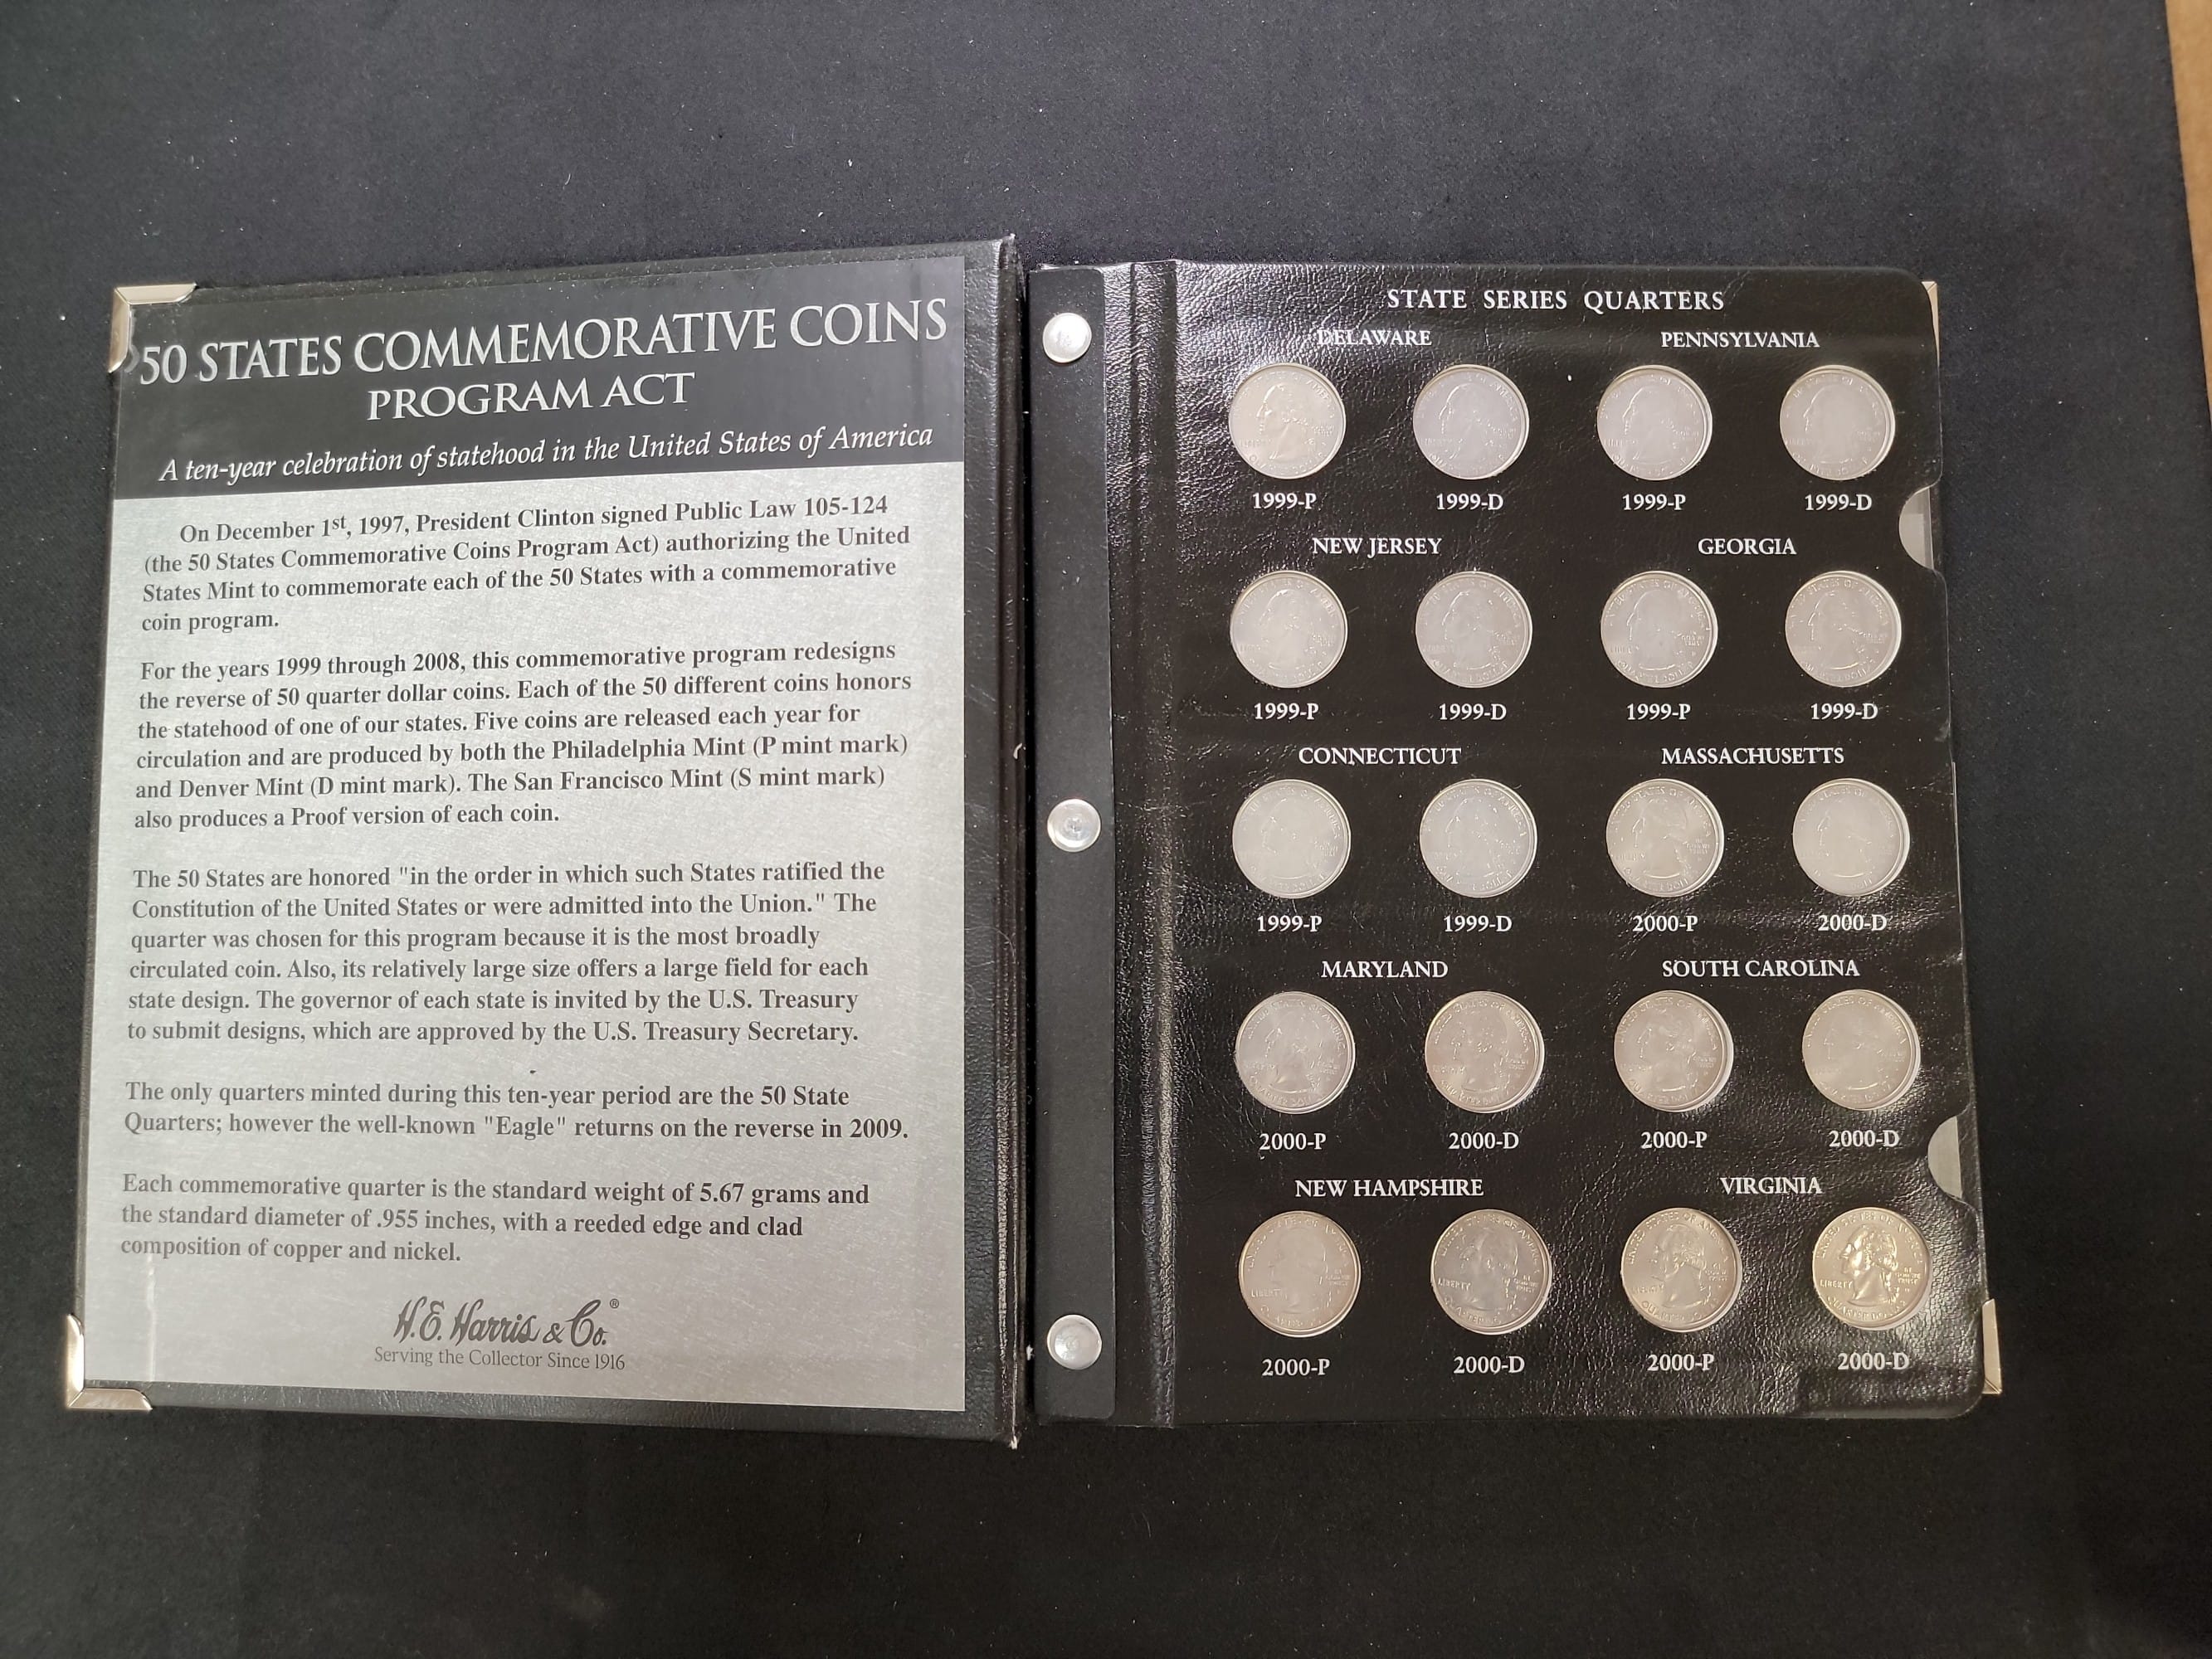 50 STATES COMMEMORATIVE COINS
PROGRAM ACT
A ten-year celebration of statehood in the United States of America
On December 1st, 1997, President Clinton signed Public Law 105-124
(the 50 States Commemorative Coins Program Act) authorizing the United
States Mint to commemorate each of the 50 States with a commemorative
coin program.
For the years 1999 through 2008, this commemorative program redesigns
the reverse of 50 quarter dollar coins. Each of the 50 different coins honors
the statehood of one of our states. Five coins are released each year for
circulation and are produced by both the Philadelphia Mint (P mint mark)
and Denver Mint (D mint mark). The San Francisco Mint (S mint mark)
also produces a Proof version of each coin.
The 50 States are honored "in the order in which such States ratified the
Constitution of the United States or were admitted into the Union." The
quarter was chosen for this program because it is the most broadly
circulated coin. Also, its relatively large size offers a large field for each
state design. The governor of each state is invited by the U.S. Treasury
to submit designs, which are approved by the U.S. Treasury Secretary.
The only quarters minted during this ten-year period are the 50 State
Quarters; however the well-known "Eagle" returns on the reverse in 2009.
Each commemorative quarter is the standard weight of 5.67 grams and
the standard diameter of .955 inches, with a reeded edge and clad
composition of copper and nickel.
H.E. Harris & Co.®
Serving the Collector Since 1916
STATE SERIES QUARTERS
DELAWARE PENNSYLVANIA
1999-P 1999-D 1999-P 1999-D
NEW JERSEY GEORGIA
1999-P 1999-D 1999-P 1999-D
CONNECTICUT MASSACHUSETTS
1999-P 1999-D 2000-P 2000-D
MARYLAND SOUTH CAROLINA
2000-P 2000-D 2000-P 2000-D
NEW HAMPSHIRE VIRGINIA
LIBERTY LIBERTY LIBERTY
2000-P 2000-D 2000-P 2000-D